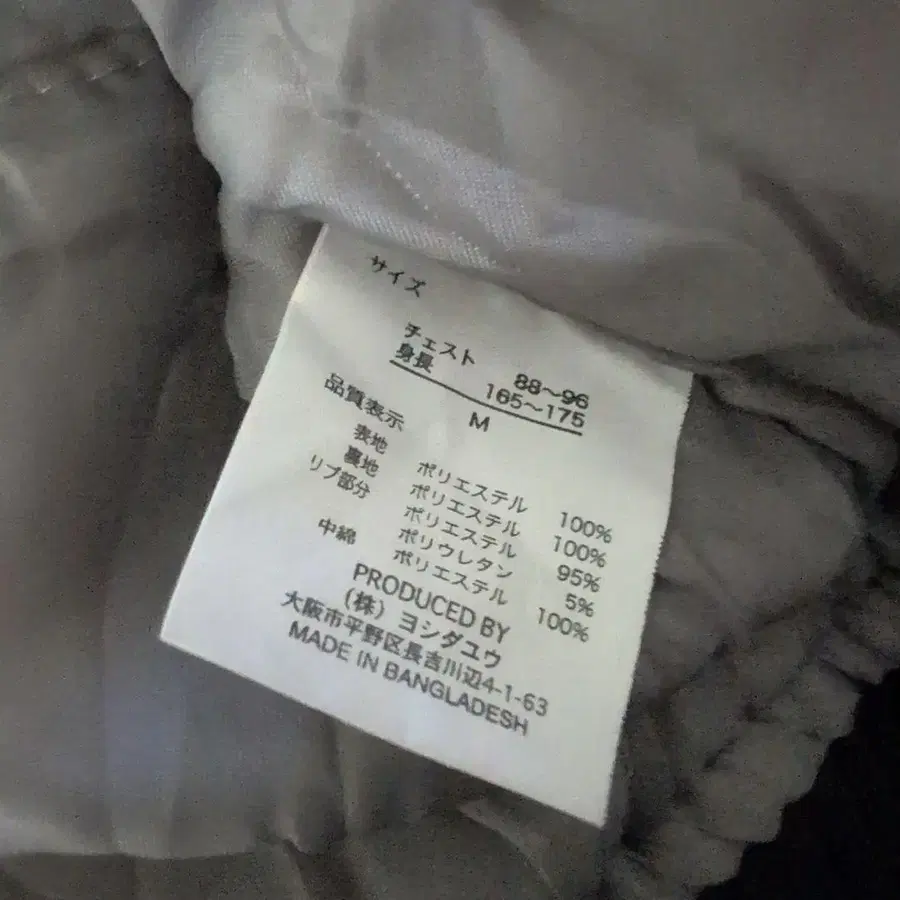 サイズ
チェスト 88〜96
身長 165〜175
M
品質表示
表地 ポリエステル 100%
裏地 ポリエステル 100%
リブ部分 ポリエステル 95%
ポリウレタン 5%
中綿 ポリエステル 100%
PRODUCED BY
(株)ヨシダユウ
大阪市平野区長吉川辺4-1-63
MADE IN BANGLADESH